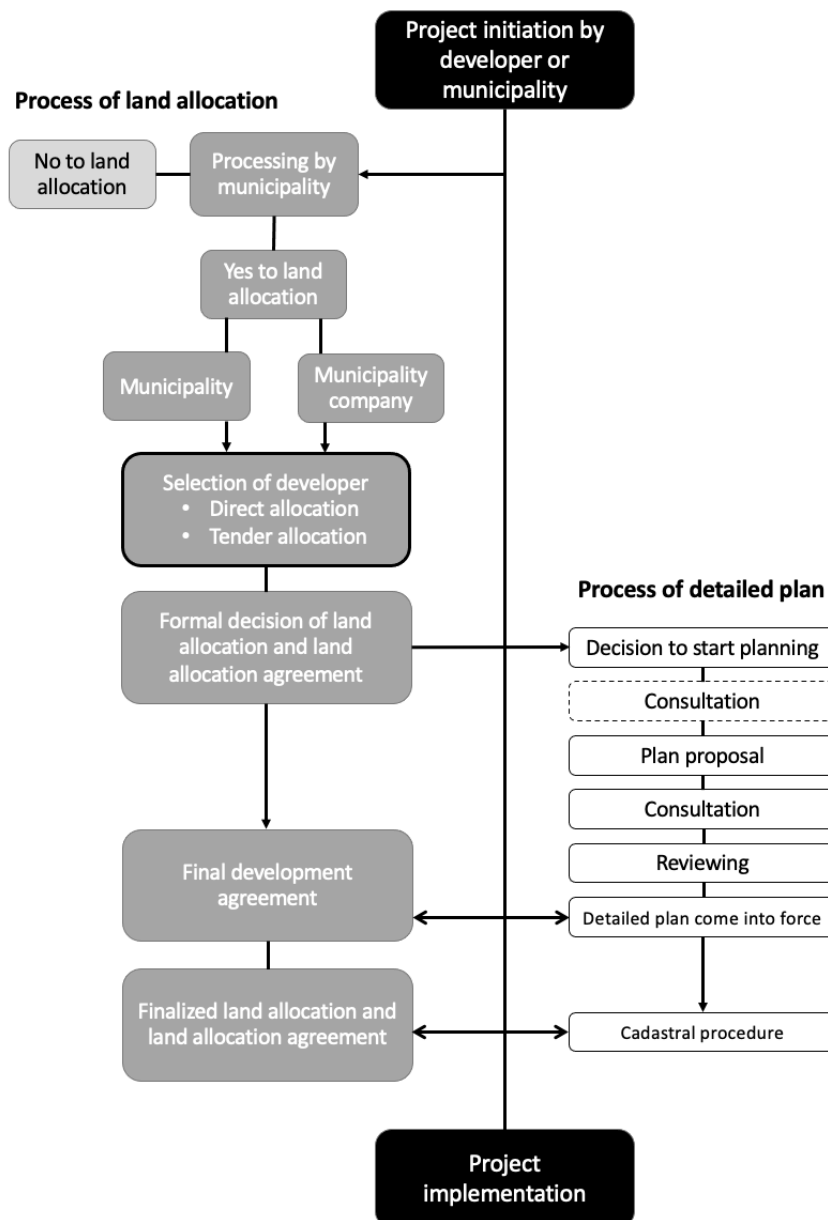 Project initiation by
developer or
municipality
Process of land allocation
No to land
allocation
Processing by
municipality
Yes to land
allocation
Municipality
Municipality
company
Selection of developer
• Direct allocation
• Tender allocation
Formal decision of land
allocation and land
allocation agreement
Process of detailed plan
Decision to start planning
Consultation
Plan proposal
Consultation
Reviewing
Final development
agreement
Detailed plan come into force
Finalized land allocation and
land allocation agreement
Cadastral procedure
Project
implementation